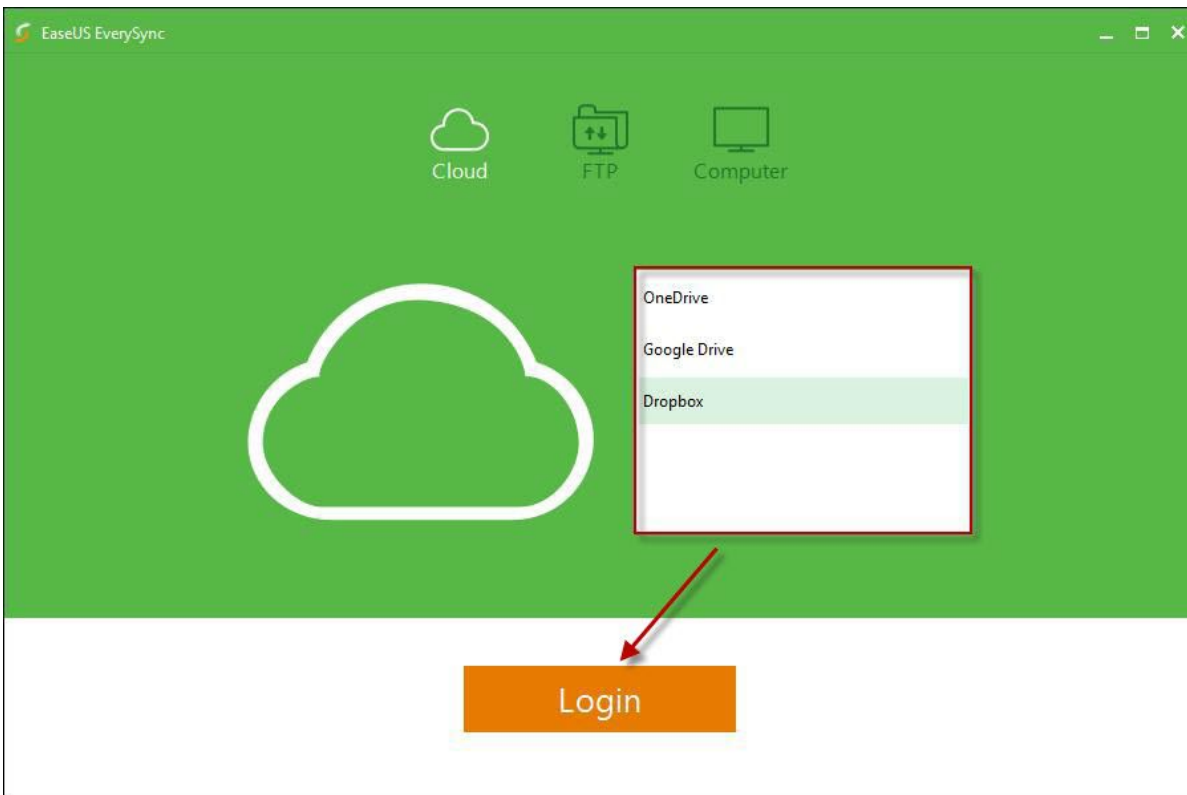 EaseUS EverySync
Cloud FTP Computer
OneDrive
Google Drive
Dropbox
Login